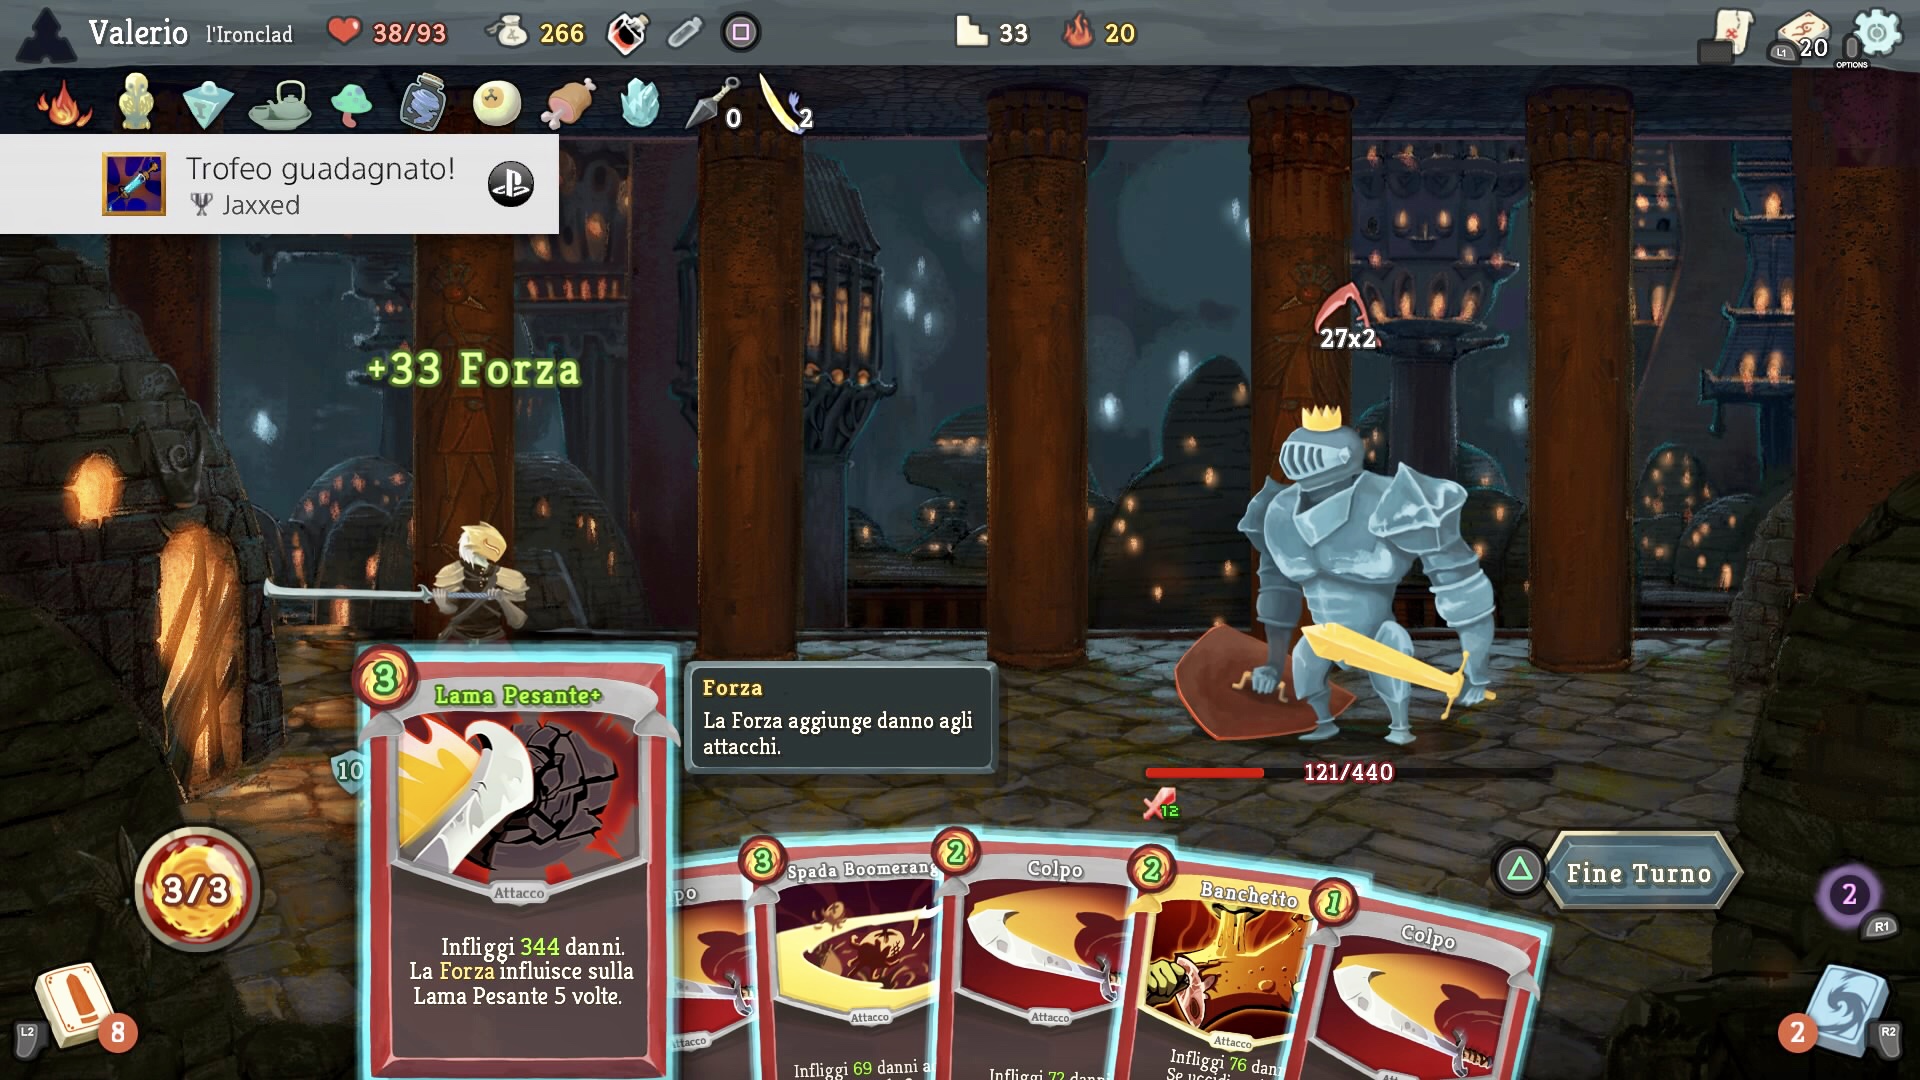 Valerio l'Ironclad 38/93 266 33 20
L1 20 OPTIONS
0 2
Trofeo guadagnato!
Jaxxed
27x2
+33 Forza
3 Lama Pesante+
Forza
La Forza aggiunge danno agli
attacchi.
10
121/440
12
Attacco
Infliggi 344 danni.
La Forza influisce sulla
Lama Pesante 5 volte.
3/3
3 Spada Boomerang
Attacco
Infliggi 69 danni
2 Colpo
Attacco
Infliggi 72
2 Banchetto
Attacco
Infliggi 76
1 Colpo
Fine Turno
2
R1
L2 8
2 R2